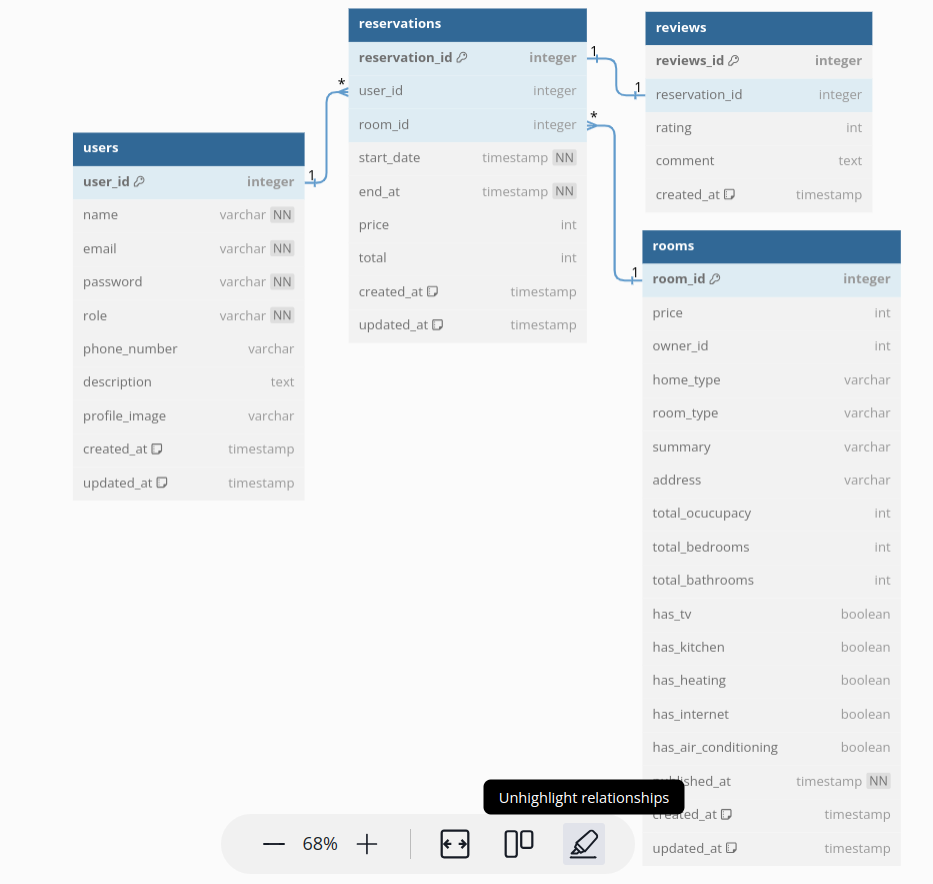 users
user_id integer
name varchar NN
email varchar NN
password varchar NN
role varchar NN
phone_number varchar
description text
profile_image varchar
created_at timestamp
updated_at timestamp
1
*
reservations
reservation_id integer
user_id integer
room_id integer
start_date timestamp NN
end_at timestamp NN
price int
total int
created_at timestamp
updated_at timestamp
1
1
*
1
reviews
reviews_id integer
reservation_id integer
rating int
comment text
created_at timestamp
rooms
room_id integer
price int
owner_id int
home_type varchar
room_type varchar
summary varchar
address varchar
total_ocucupacy int
total_bedrooms int
total_bathrooms int
has_tv boolean
has_kitchen boolean
has_heating boolean
has_internet boolean
has_air_conditioning boolean
published_at timestamp NN
created_at timestamp
updated_at timestamp
Unhighlight relationships
68%